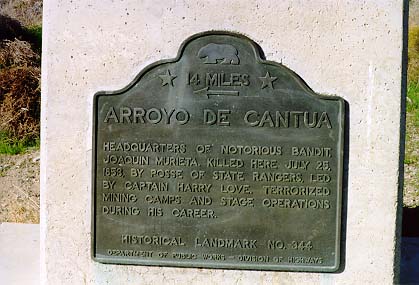 14 MILES
ARROYO DE CANTUA
HEADQUARTERS OF NOTORIOUS BANDIT,
JOAQUIN MURIETA. KILLED HERE JULY 25,
1853, BY POSSE OF STATE RANGERS, LED
BY CAPTAIN HARRY LOVE. TERRORIZED
MINING CAMPS AND STAGE OPERATIONS
DURING HIS CAREER.
HISTORICAL LANDMARK NO. 344
DEPARTMENT OF PUBLIC WORKS – DIVISION OF HIGHWAYS